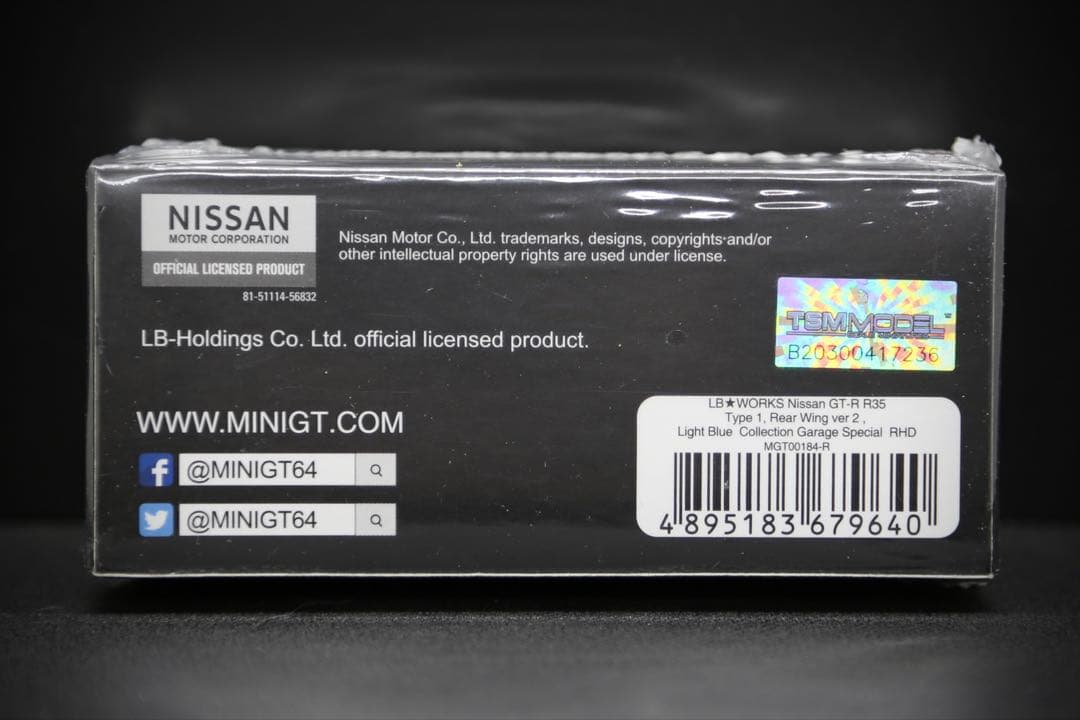 NISSAN
MOTOR CORPORATION
OFFICIAL LICENSED PRODUCT
81-51114-56832
Nissan Motor Co., Ltd. trademarks, designs, copyrights and/or
other intellectual property rights are used under license.
LB-Holdings Co. Ltd. official licensed product.
TSMMODEL™
B20300417236
WWW.MINIGT.COM
f @MINIGT64
@MINIGT64
LB★WORKS Nissan GT-R R35
Type 1, Rear Wing ver 2 ,
Light Blue Collection Garage Special RHD
MGT00184-R
4 895183 679640